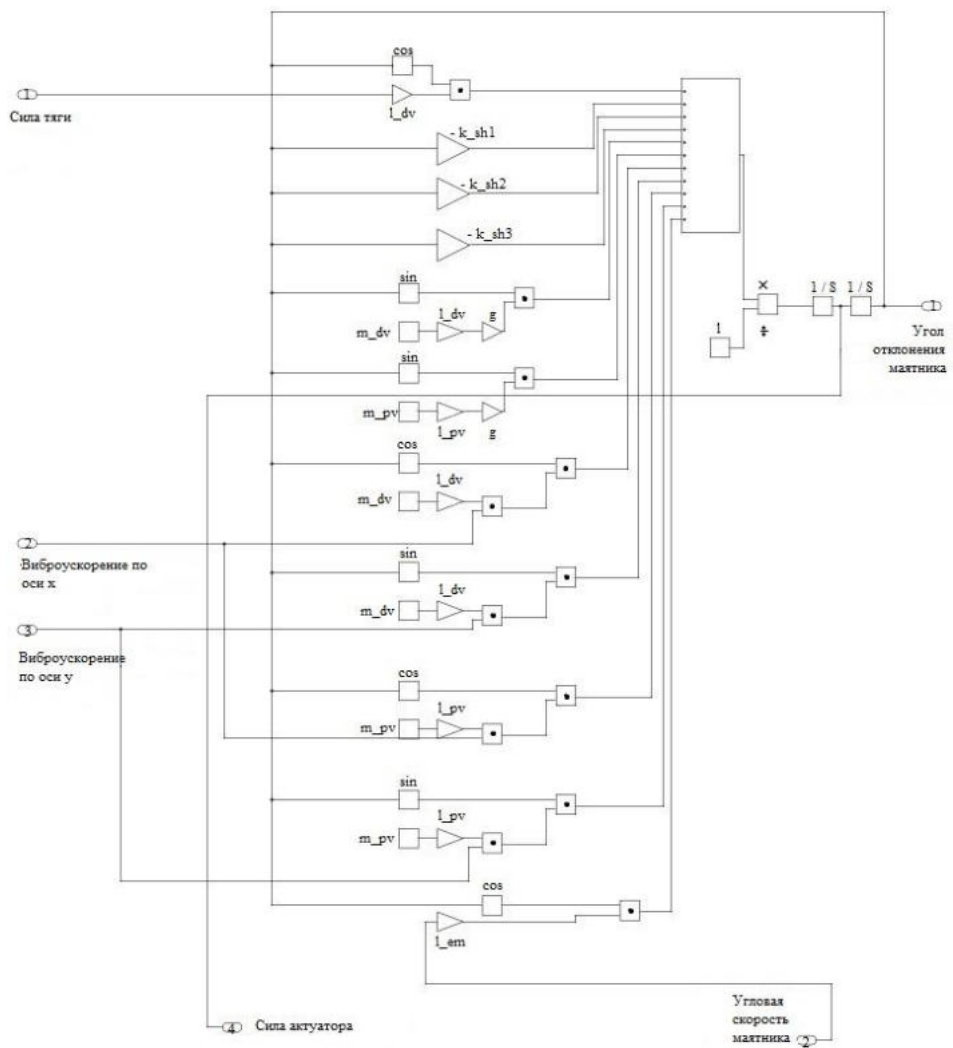 cos
1
Сила тяги
l_dv
- k_sh1
- k_sh2
- k_sh3
sin
l_dv
g
m_dv
×
÷
1
1 / S
1 / S
1
Угол
отклонения
маятника
sin
m_pv
l_pv
g
cos
l_dv
m_dv
2
Виброускорение по
оси x
sin
l_dv
m_dv
3
Виброускорение
по оси y
cos
l_pv
m_pv
sin
l_pv
m_pv
cos
l_em
4
Сила актуатора
Угловая
скорость
маятника
2